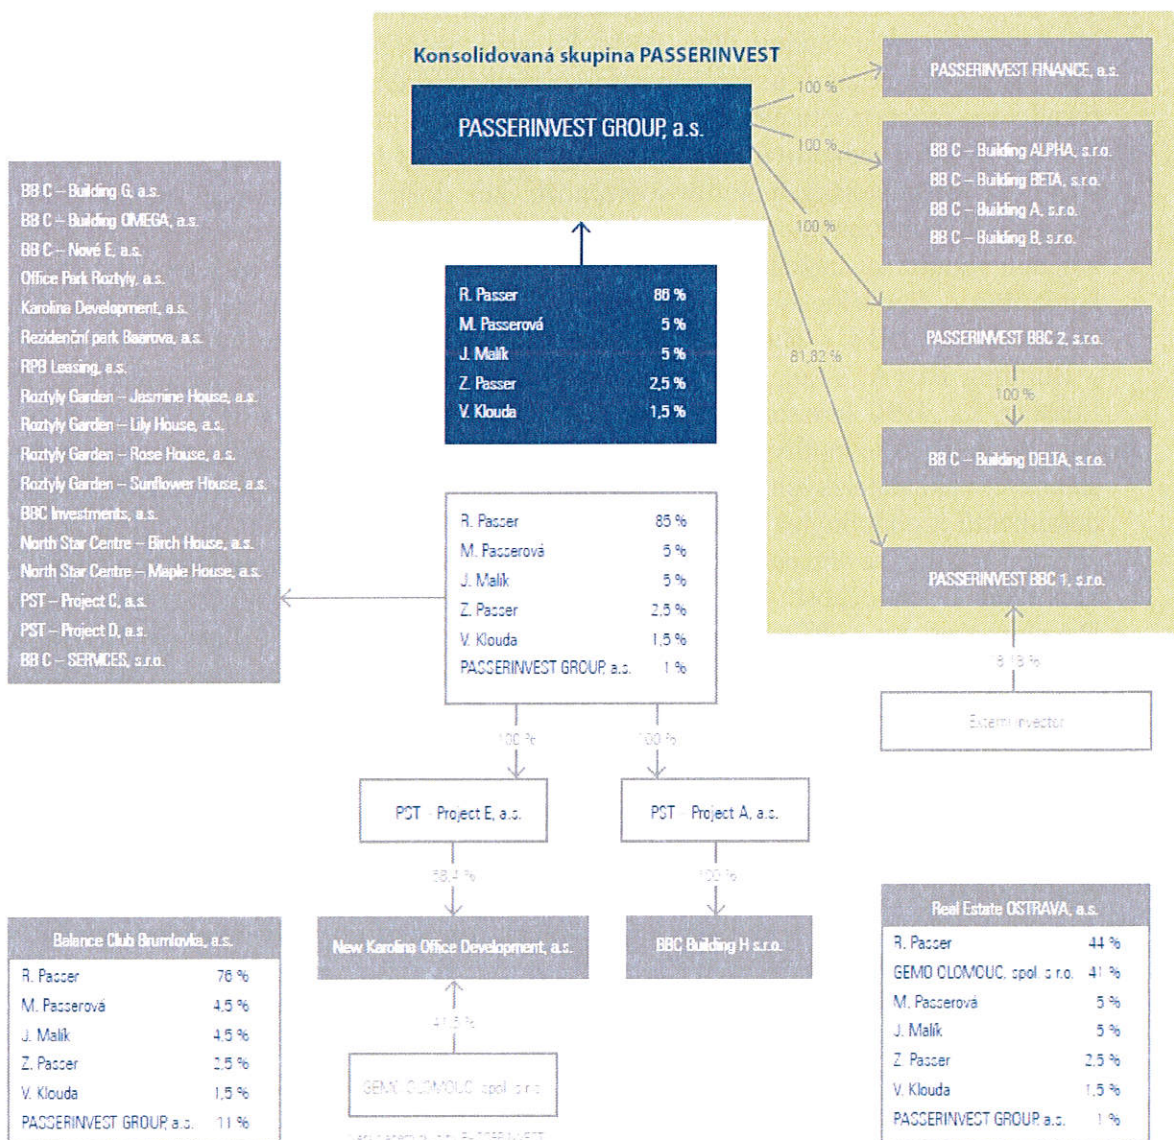 Konsolidovaná skupina PASSERINVEST
PASSERINVEST GROUP, a.s.
100 %
PASSERINVEST FINANCE, a.s.
100 %
BB C – Building ALPHA, s.r.o.
BB C – Building BETA, s.r.o.
BB C – Building A, s.r.o.
BB C – Building B, s.r.o.
100 %
PASSERINVEST BBC 2, s.r.o.
100 %
BB C – Building DELTA, s.r.o.
81,82 %
PASSERINVEST BBC 1, s.r.o.
Externí investor
R. Passer 86 %
M. Passerová 5 %
J. Malík 5 %
Z. Passer 2,5 %
V. Klouda 1,5 %
BB C – Building G, a.s.
BB C – Building OMEGA, a.s.
BB C – Nové E, a.s.
Office Park Roztyly, a.s.
Karolina Development, a.s.
Rezidenční park Baarova, a.s.
RPB Leasing, a.s.
Roztyly Garden – Jasmine House, a.s.
Roztyly Garden – Lily House, a.s.
Roztyly Garden – Rose House, a.s.
Roztyly Garden – Sunflower House, a.s.
BBC Investments, a.s.
North Star Centre – Birch House, a.s.
North Star Centre – Maple House, a.s.
PST – Project C, a.s.
PST – Project D, a.s.
BB C – SERVICES, s.r.o.
R. Passer 85 %
M. Passerová 5 %
J. Malík 5 %
Z. Passer 2,5 %
V. Klouda 1,5 %
PASSERINVEST GROUP, a.s. 1 %
100 %
100 %
PST - Project E, a.s.
PST - Project A, a.s.
58,4 %
100 %
New Karolina Office Development, a.s.
BBC Building H s.r.o.
GEMO OLOMOUC, spol. s r.o.
Balance Club Brumlovka, a.s.
R. Passer 76 %
M. Passerová 4,5 %
J. Malík 4,5 %
Z. Passer 2,5 %
V. Klouda 1,5 %
PASSERINVEST GROUP, a.s. 11 %
Real Estate OSTRAVA, a.s.
R. Passer 44 %
GEMO OLOMOUC, spol. s r.o. 41 %
M. Passerová 5 %
J. Malík 5 %
Z. Passer 2,5 %
V. Klouda 1,5 %
PASSERINVEST GROUP, a.s. 1 %